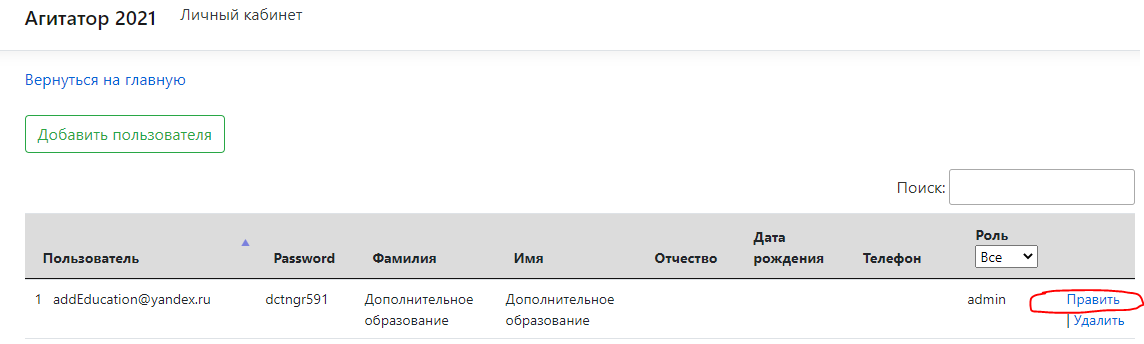 Агитатор 2021 Личный кабинет
Вернуться на главную
Добавить пользователя
Поиск:
Пользователь Password Фамилия Имя Отчество Дата рождения Телефон Роль Все
1 addEducation@yandex.ru dctngr591 Дополнительное образование Дополнительное образование admin Править
| Удалить